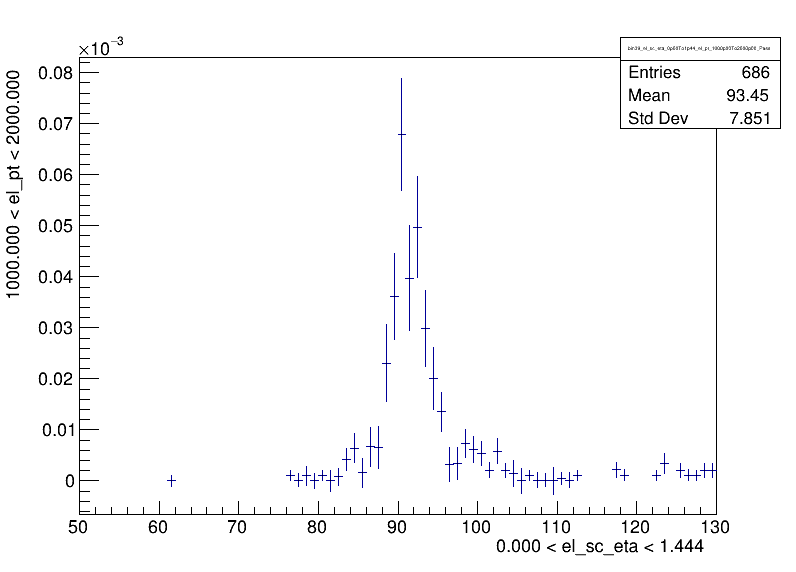 ×10⁻³
Entries 686
Mean 93.45
Std Dev 7.851
1000.000 < el_pt < 2000.000
0.08
0.07
0.06
0.05
0.04
0.03
0.02
0.01
0
50 60 70 80 90 100 110 120 130
0.000 < el_sc_eta < 1.444